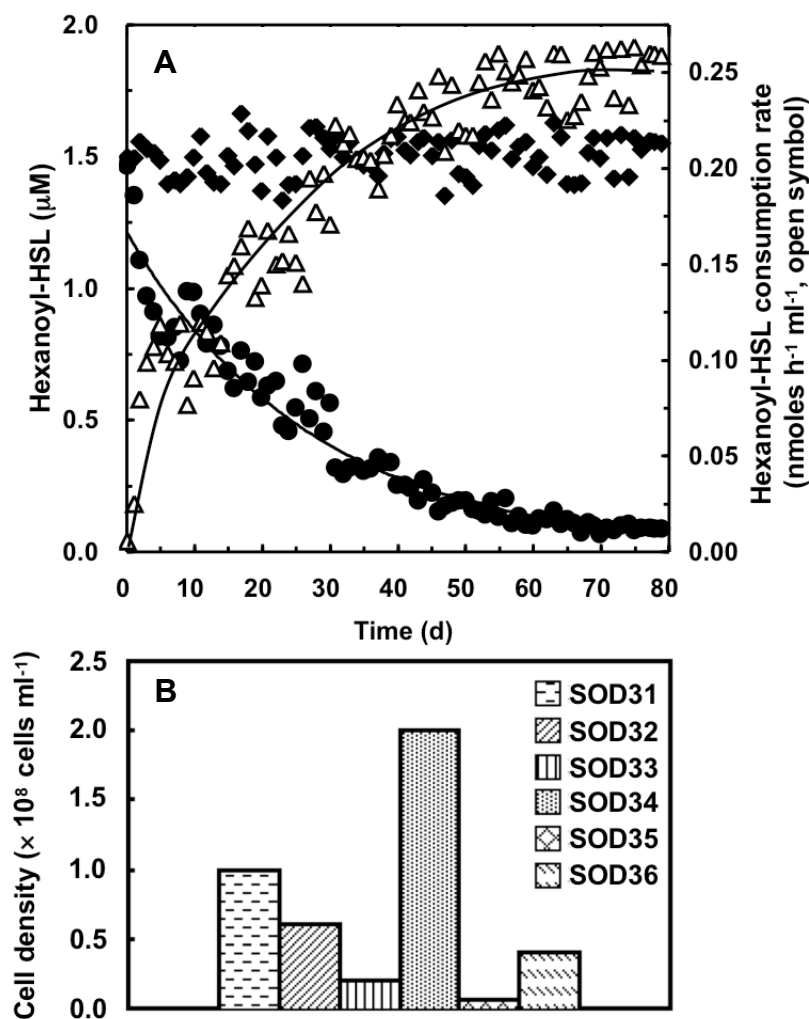 A
2.0
1.5
1.0
0.5
0.0
Hexanoyl-HSL (μM)
0.25
0.20
0.15
0.10
0.05
0.00
Hexanoyl-HSL consumption rate
(nmoles h⁻¹ ml⁻¹, open symbol)
0 10 20 30 40 50 60 70 80
Time (d)
B
2.5
2.0
1.5
1.0
0.5
0.0
Cell density (× 10⁸ cells ml⁻¹)
SOD31
SOD32
SOD33
SOD34
SOD35
SOD36